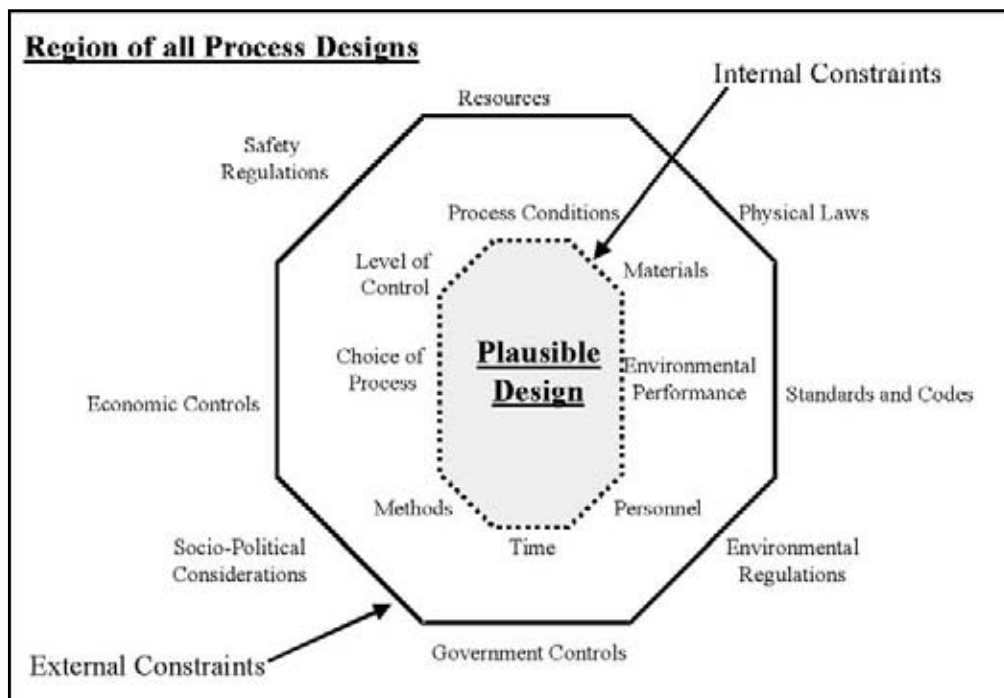 Region of all Process Designs
Internal Constraints
Resources
Safety
Regulations
Process Conditions
Physical Laws
Level of
Control
Materials
Choice of
Process
Plausible
Design
Environmental
Performance
Economic Controls
Standards and Codes
Methods
Personnel
Time
Socio-Political
Considerations
Environmental
Regulations
Government Controls
External Constraints